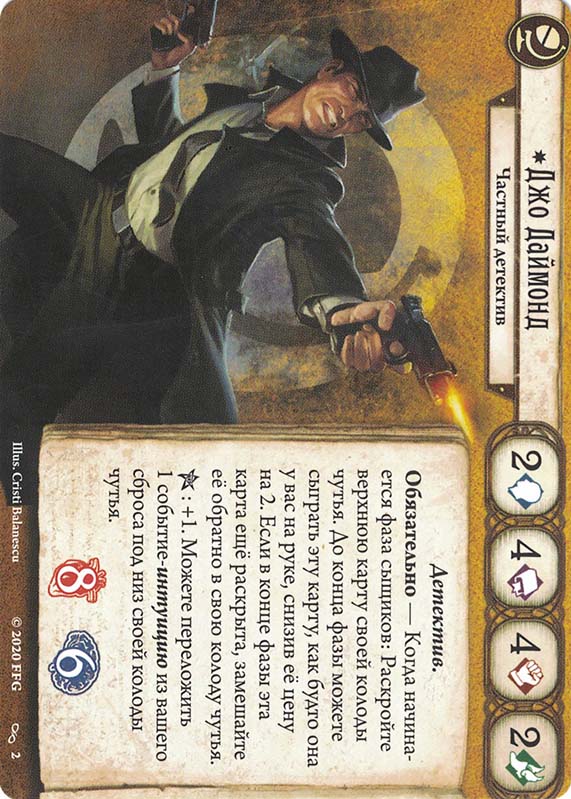 ✷Джо Даймонд
Частный детектив
2 4 4 2
Детектив.
Обязательно — Когда начина-
ется фаза сыщиков: Раскройте
верхнюю карту своей колоды
чутья. До конца фазы можете
сыграть эту карту, как будто она
у вас на руке, снизив её цену
на 2. Если в конце фазы эта
карта ещё раскрыта, замешайте
её обратно в свою колоду чутья.
: +1. Можете переложить
1 событие-интуицию из вашего
сброса под низ своей колоды
чутья.
8 6
Illus. Cristi Balanescu © 2020 FFG 2